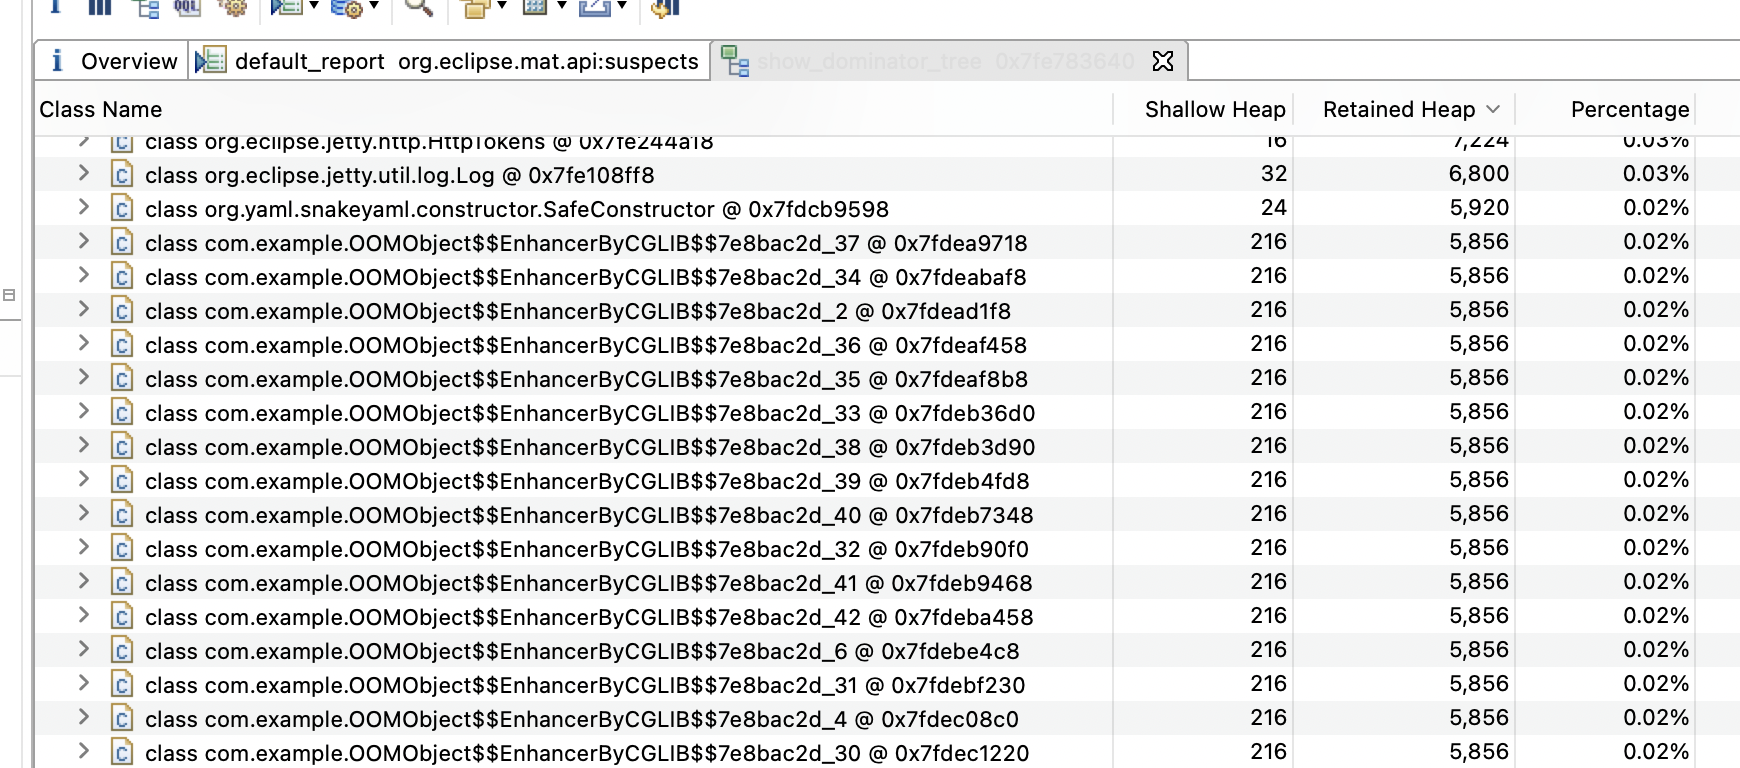 OQL
Overview default_report org.eclipse.mat.api:suspects show_dominator_tree 0x7fe783640
Class Name Shallow Heap Retained Heap Percentage
class org.eclipse.jetty.http.HttpTokens @ 0x7fe244a18 16 7,224 0.03%
class org.eclipse.jetty.util.log.Log @ 0x7fe108ff8 32 6,800 0.03%
class org.yaml.snakeyaml.constructor.SafeConstructor @ 0x7fdcb9598 24 5,920 0.02%
class com.example.OOMObject$$EnhancerByCGLIB$$7e8bac2d_37 @ 0x7fdea9718 216 5,856 0.02%
class com.example.OOMObject$$EnhancerByCGLIB$$7e8bac2d_34 @ 0x7fdeabaf8 216 5,856 0.02%
class com.example.OOMObject$$EnhancerByCGLIB$$7e8bac2d_2 @ 0x7fdead1f8 216 5,856 0.02%
class com.example.OOMObject$$EnhancerByCGLIB$$7e8bac2d_36 @ 0x7fdeaf458 216 5,856 0.02%
class com.example.OOMObject$$EnhancerByCGLIB$$7e8bac2d_35 @ 0x7fdeaf8b8 216 5,856 0.02%
class com.example.OOMObject$$EnhancerByCGLIB$$7e8bac2d_33 @ 0x7fdeb36d0 216 5,856 0.02%
class com.example.OOMObject$$EnhancerByCGLIB$$7e8bac2d_38 @ 0x7fdeb3d90 216 5,856 0.02%
class com.example.OOMObject$$EnhancerByCGLIB$$7e8bac2d_39 @ 0x7fdeb4fd8 216 5,856 0.02%
class com.example.OOMObject$$EnhancerByCGLIB$$7e8bac2d_40 @ 0x7fdeb7348 216 5,856 0.02%
class com.example.OOMObject$$EnhancerByCGLIB$$7e8bac2d_32 @ 0x7fdeb90f0 216 5,856 0.02%
class com.example.OOMObject$$EnhancerByCGLIB$$7e8bac2d_41 @ 0x7fdeb9468 216 5,856 0.02%
class com.example.OOMObject$$EnhancerByCGLIB$$7e8bac2d_42 @ 0x7fdeba458 216 5,856 0.02%
class com.example.OOMObject$$EnhancerByCGLIB$$7e8bac2d_6 @ 0x7fdebe4c8 216 5,856 0.02%
class com.example.OOMObject$$EnhancerByCGLIB$$7e8bac2d_31 @ 0x7fdebf230 216 5,856 0.02%
class com.example.OOMObject$$EnhancerByCGLIB$$7e8bac2d_4 @ 0x7fdec08c0 216 5,856 0.02%
class com.example.OOMObject$$EnhancerByCGLIB$$7e8bac2d_30 @ 0x7fdec1220 216 5,856 0.02%